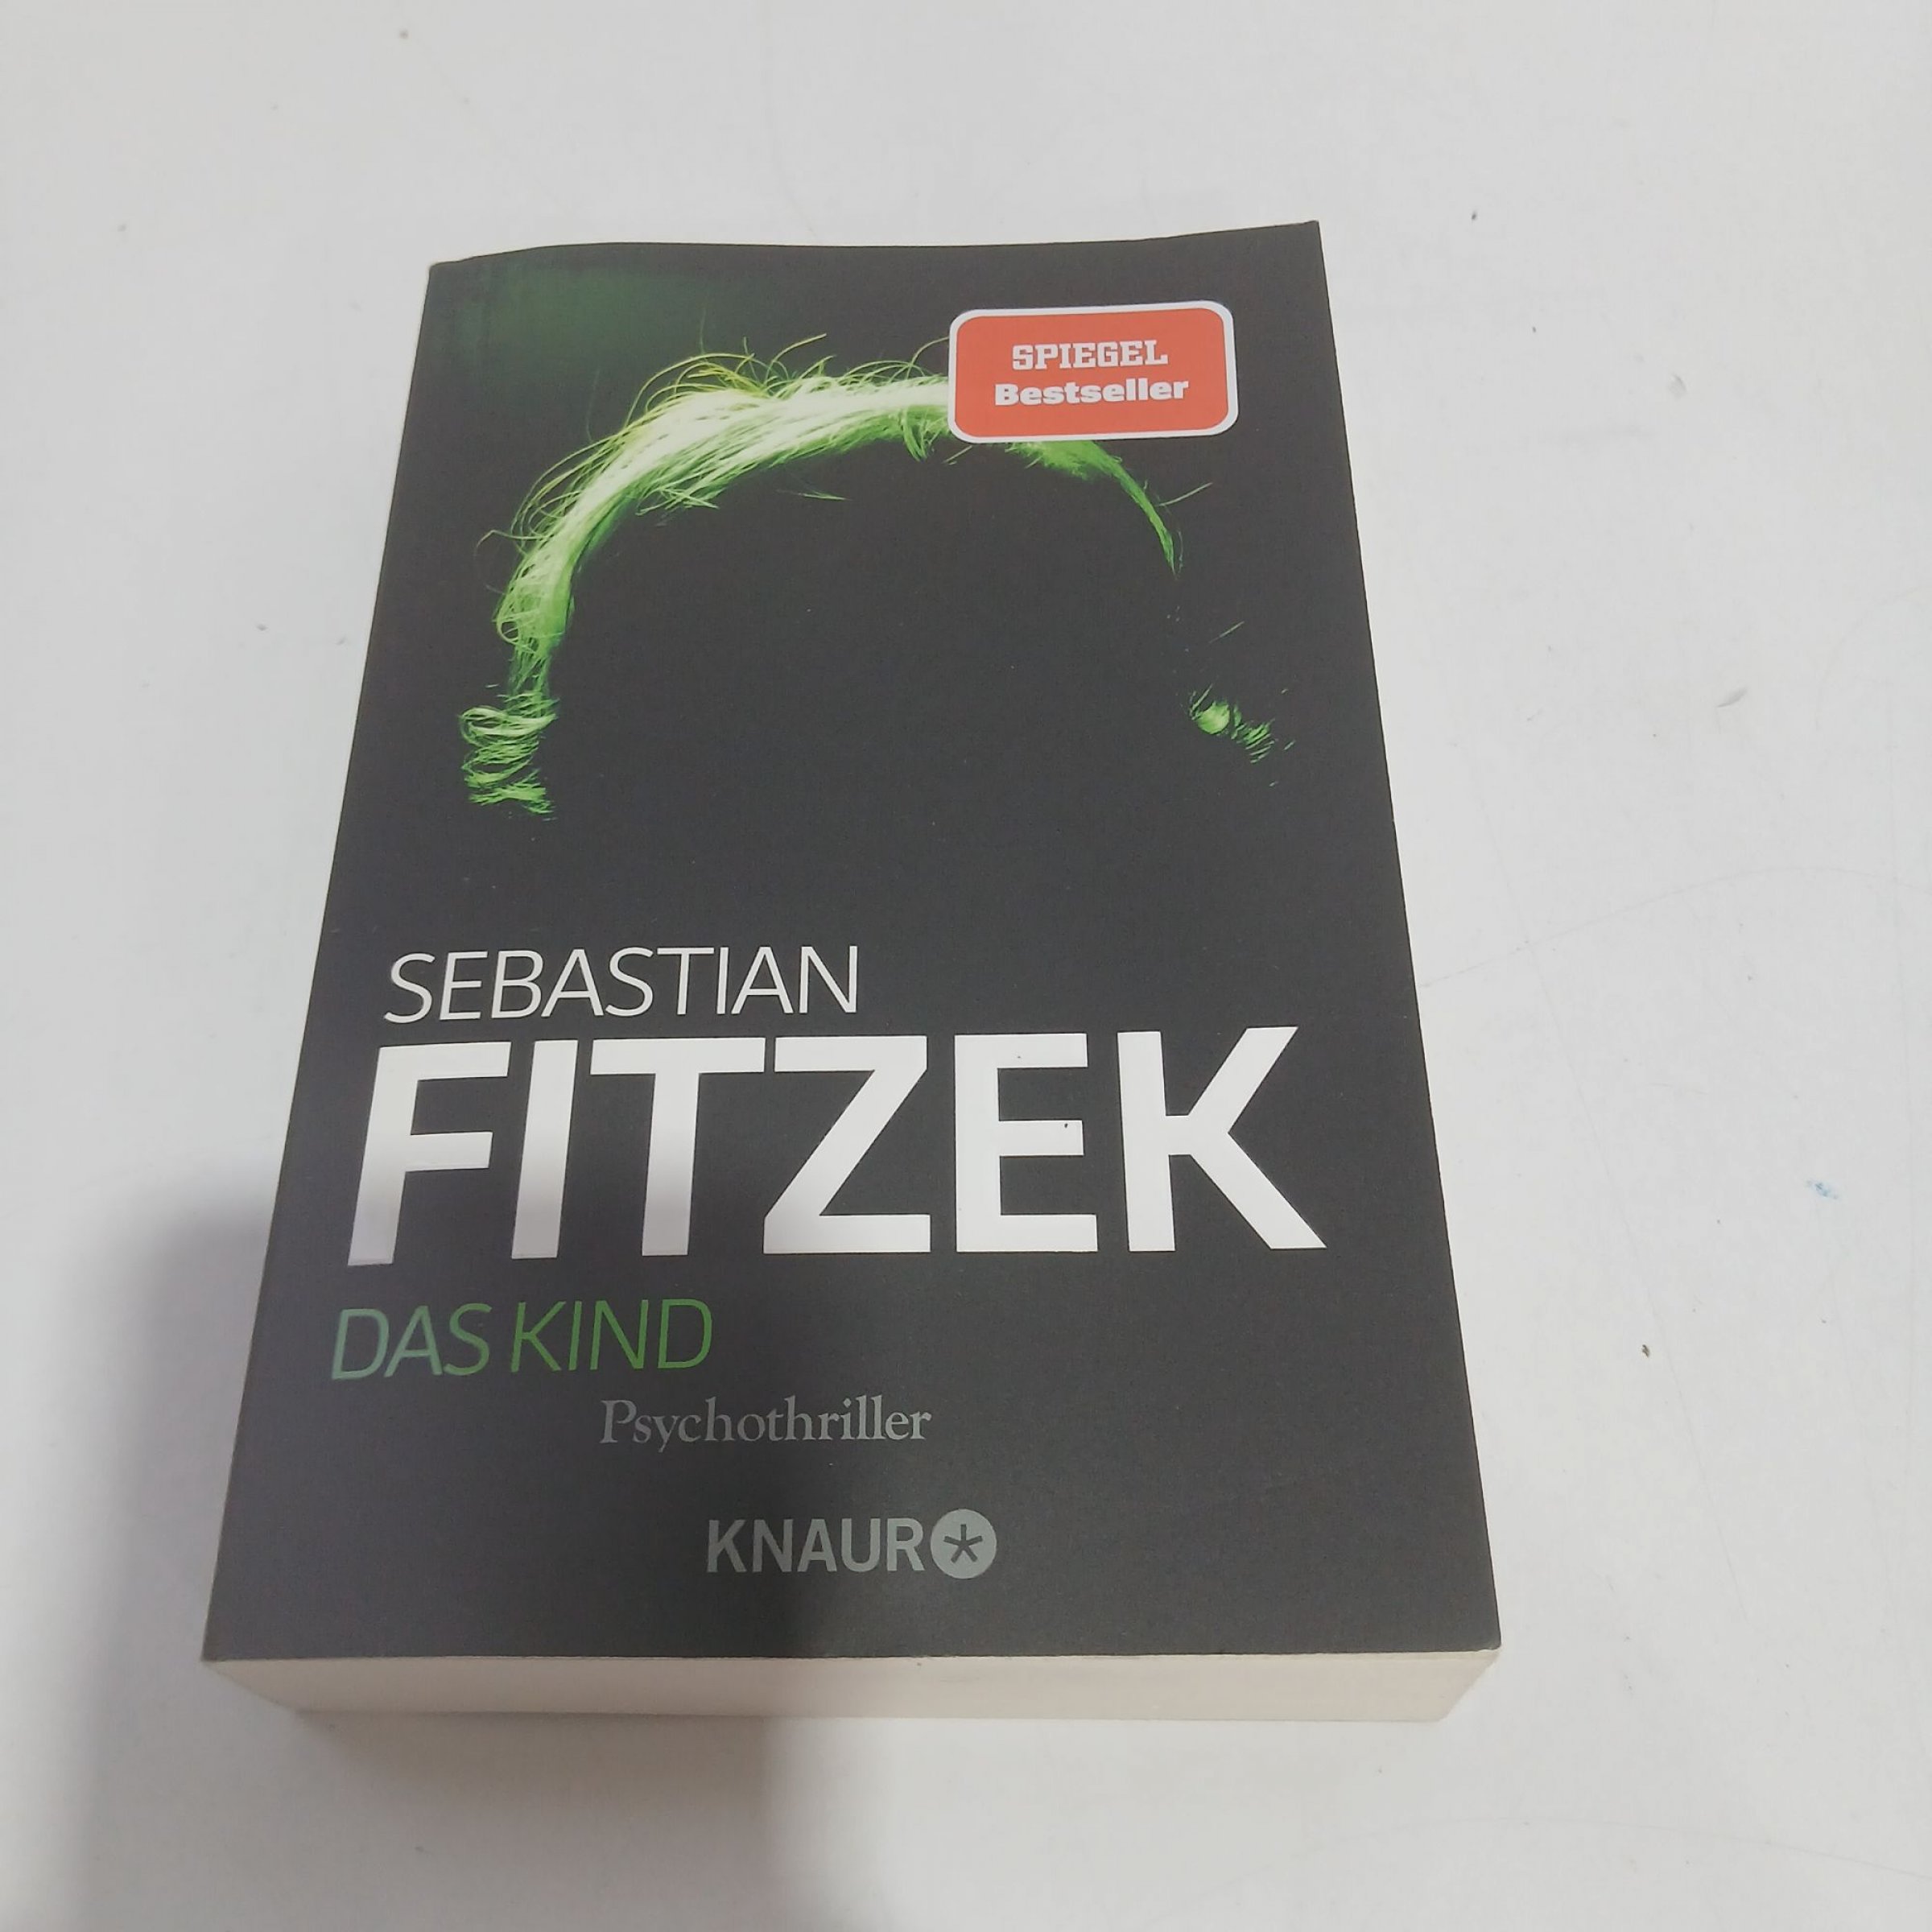 SPIEGEL
Bestseller
SEBASTIAN
FITZEK
DAS KIND
Psychothriller
KNAUR